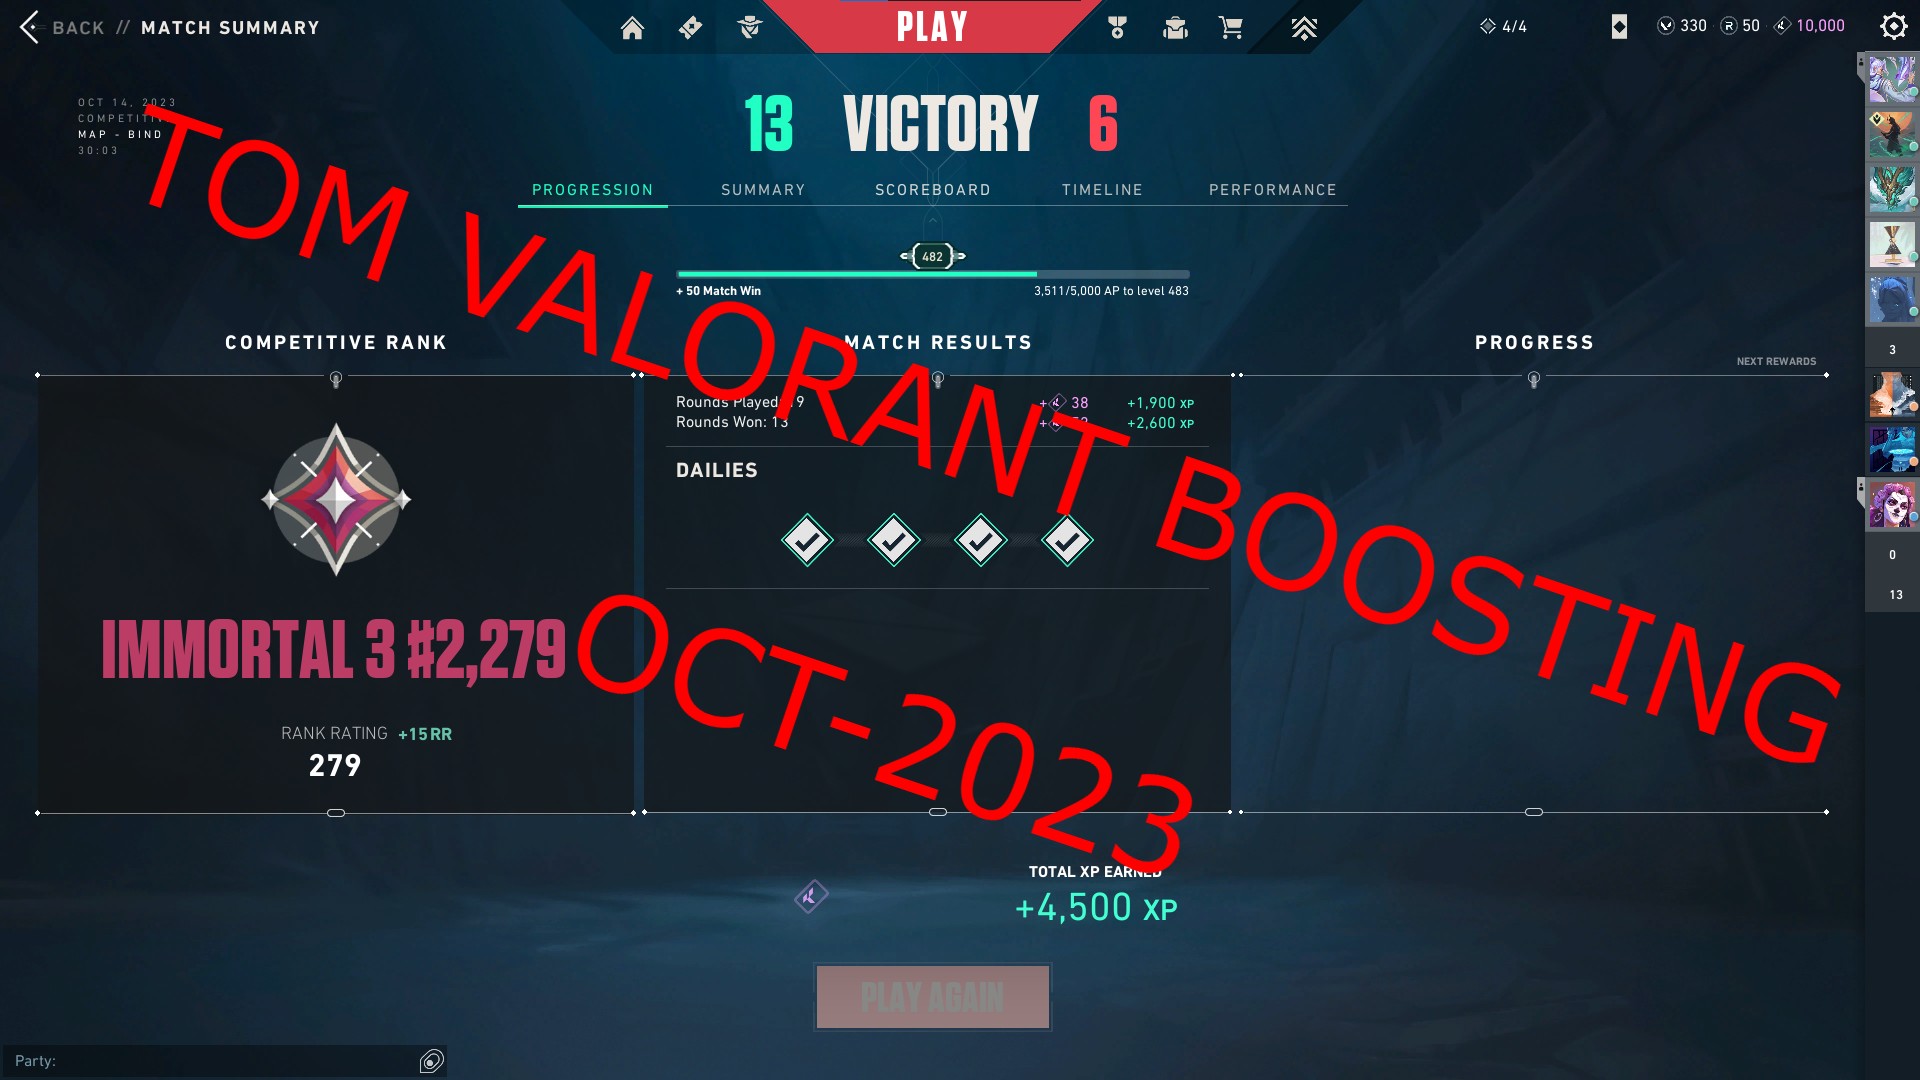 BACK // MATCH SUMMARY
PLAY
4/4
330
50
10,000
OCT 14, 2023
COMPETITIV
MAP - BIND
30:03
13 VICTORY 6
PROGRESSION
SUMMARY
SCOREBOARD
TIMELINE
PERFORMANCE
482
+ 50 Match Win
3,511/5,000 AP to level 483
COMPETITIVE RANK
MATCH RESULTS
PROGRESS
NEXT REWARDS
Rounds Played: 9
+ 38
+1,900 XP
Rounds Won: 13
+2,600 XP
DAILIES
IMMORTAL 3 #2,279
RANK RATING +15RR
279
TOTAL XP EARNED
+4,500 XP
PLAY AGAIN
Party:
3
0
13
TOM VALORANT BOOSTING
OCT-2023